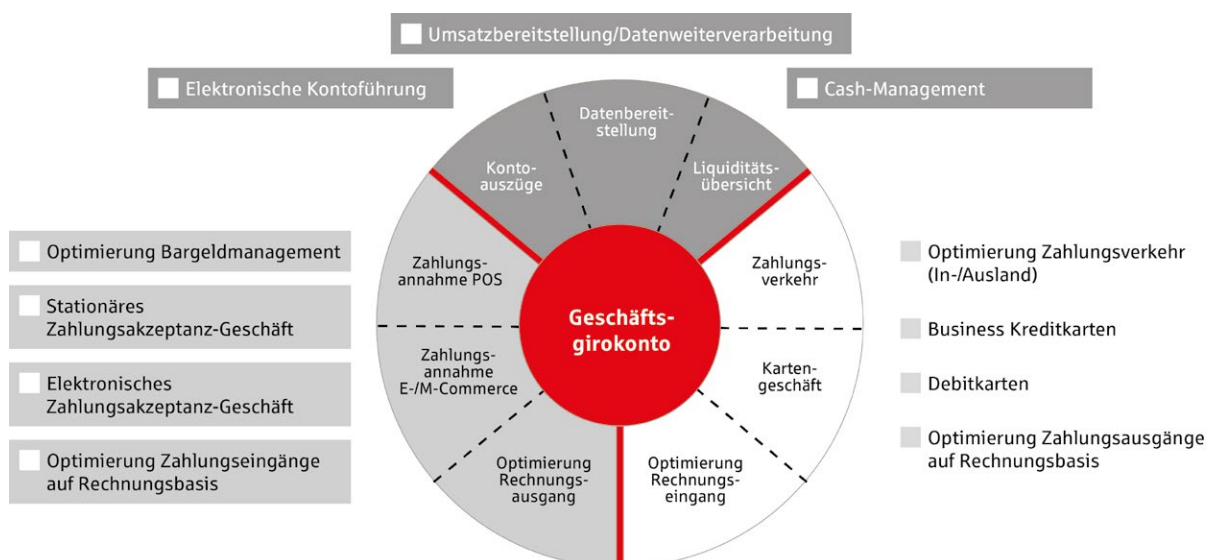 Umsatzbereitstellung/Datenweiterverarbeitung
Elektronische Kontoführung
Cash-Management
Datenbereit-
stellung
Konto-
auszüge
Liquiditäts-
übersicht
Optimierung Bargeldmanagement
Stationäres
Zahlungsakzeptanz-Geschäft
Elektronisches
Zahlungsakzeptanz-Geschäft
Optimierung Zahlungseingänge
auf Rechnungsbasis
Zahlungs-
annahme POS
Zahlungs-
annahme
E-/M-Commerce
Optimierung
Rechnungs-
ausgang
Geschäfts-
girokonto
Zahlungs-
verkehr
Karten-
geschäft
Optimierung
Rechnungs-
eingang
Optimierung Zahlungsverkehr
(In-/Ausland)
Business Kreditkarten
Debitkarten
Optimierung Zahlungsausgänge
auf Rechnungsbasis